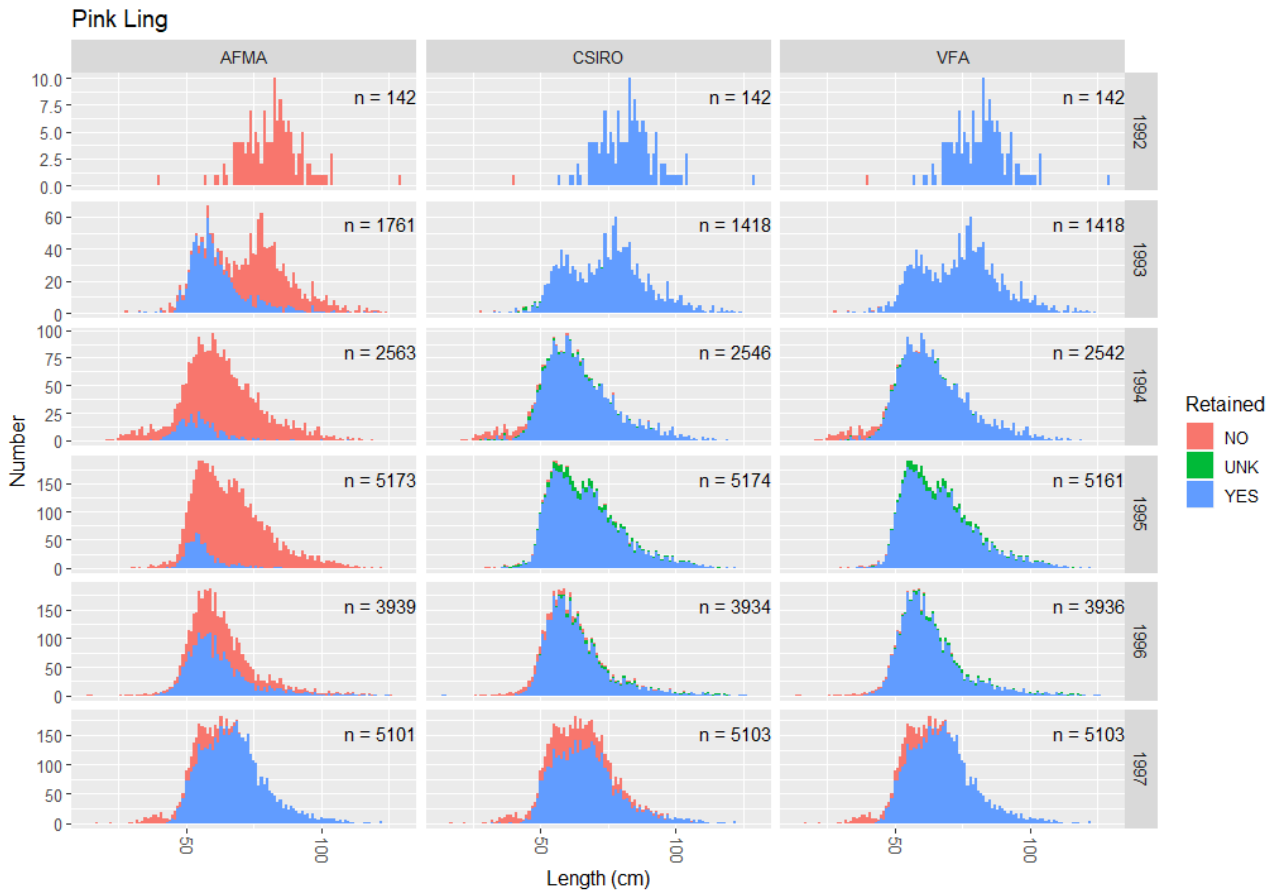 Pink Ling
AFMA CSIRO VFA
10.0
7.5
5.0
2.5
0.0
n = 142 n = 142 n = 142
1992
60
40
20
0
n = 1761 n = 1418 n = 1418
1993
100
75
50
25
0
n = 2563 n = 2546 n = 2542
1994
150
100
50
0
n = 5173 n = 5174 n = 5161
1995
150
100
50
0
n = 3939 n = 3934 n = 3936
1996
150
100
50
0
n = 5101 n = 5103 n = 5103
1997
50 100 50 100 50 100
Length (cm)
Number
Retained
NO
UNK
YES